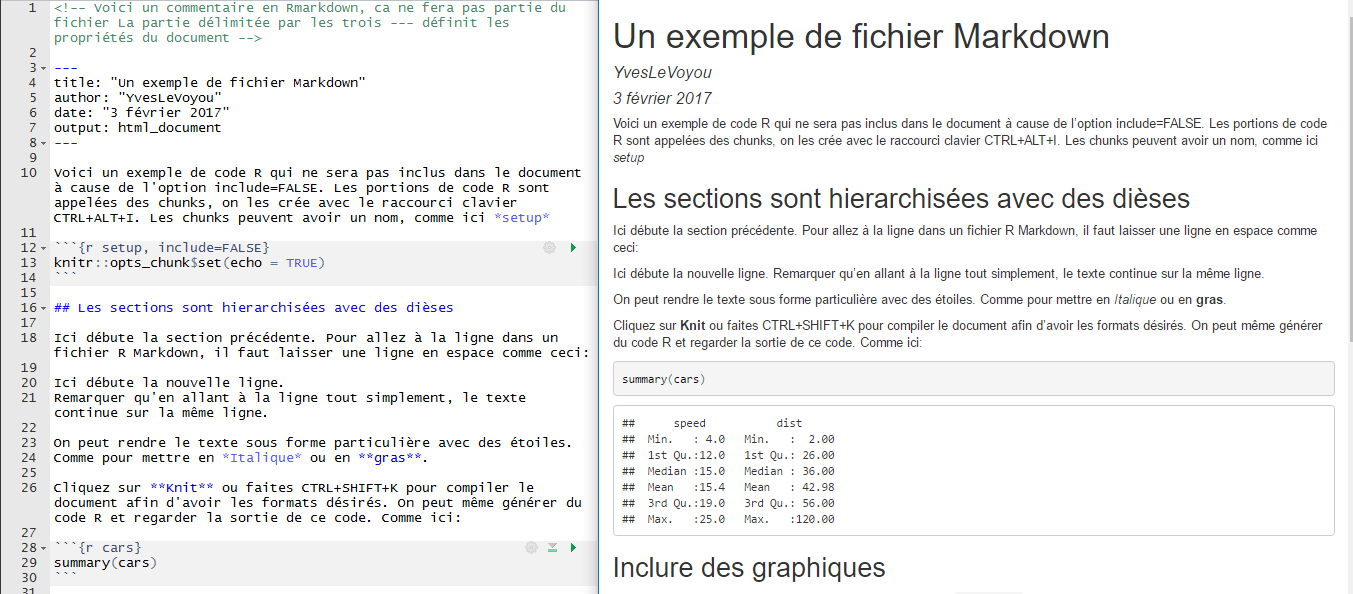 1 <!-- Voici un commentaire en Rmarkdown, ca ne fera pas partie du
fichier La partie délimitée par les trois --- définit les
propriétés du document -->
2
3 ---
4 title: "Un exemple de fichier Markdown"
5 author: "YvesLeVoyou"
6 date: "3 février 2017"
7 output: html_document
8 ---
9
10 Voici un exemple de code R qui ne sera pas inclus dans le document
à cause de l'option include=FALSE. Les portions de code R sont
appelées des chunks, on les crée avec le raccourci clavier
CTRL+ALT+I. Les chunks peuvent avoir un nom, comme ici *setup*
11
12 ```{r setup, include=FALSE}
13 knitr::opts_chunk$set(echo = TRUE)
14 ```
15
16 ## Les sections sont hierarchisées avec des dièses
17
18 Ici débute la section précédente. Pour allez à la ligne dans un
fichier R Markdown, il faut laisser une ligne en espace comme ceci:
19
20 Ici débute la nouvelle ligne.
21 Remarquer qu'en allant à la ligne tout simplement, le texte
continue sur la même ligne.
22
23 On peut rendre le texte sous forme particulière avec des étoiles.
24 Comme pour mettre en *Italique* ou en **gras**.
25
26 Cliquez sur **Knit** ou faites CTRL+SHIFT+K pour compiler le
document afin d'avoir les formats désirés. On peut même générer du
code R et regarder la sortie de ce code. Comme ici:
27
28 ```{r cars}
29 summary(cars)
30 ```
31
Un exemple de fichier Markdown
YvesLeVoyou
3 février 2017
Voici un exemple de code R qui ne sera pas inclus dans le document à cause de l'option include=FALSE. Les portions de code
R sont appelées des chunks, on les crée avec le raccourci clavier CTRL+ALT+I. Les chunks peuvent avoir un nom, comme ici
setup
Les sections sont hierarchisées avec des dièses
Ici débute la section précédente. Pour allez à la ligne dans un fichier R Markdown, il faut laisser une ligne en espace comme
ceci:
Ici débute la nouvelle ligne. Remarquer qu'en allant à la ligne tout simplement, le texte continue sur la même ligne.
On peut rendre le texte sous forme particulière avec des étoiles. Comme pour mettre en Italique ou en gras.
Cliquez sur Knit ou faites CTRL+SHIFT+K pour compiler le document afin d'avoir les formats désirés. On peut même générer
du code R et regarder la sortie de ce code. Comme ici:
summary(cars)
## speed dist
## Min. : 4.0 Min. : 2.00
## 1st Qu.:12.0 1st Qu.: 26.00
## Median :15.0 Median : 36.00
## Mean :15.4 Mean : 42.98
## 3rd Qu.:19.0 3rd Qu.: 56.00
## Max. :25.0 Max. :120.00
Inclure des graphiques